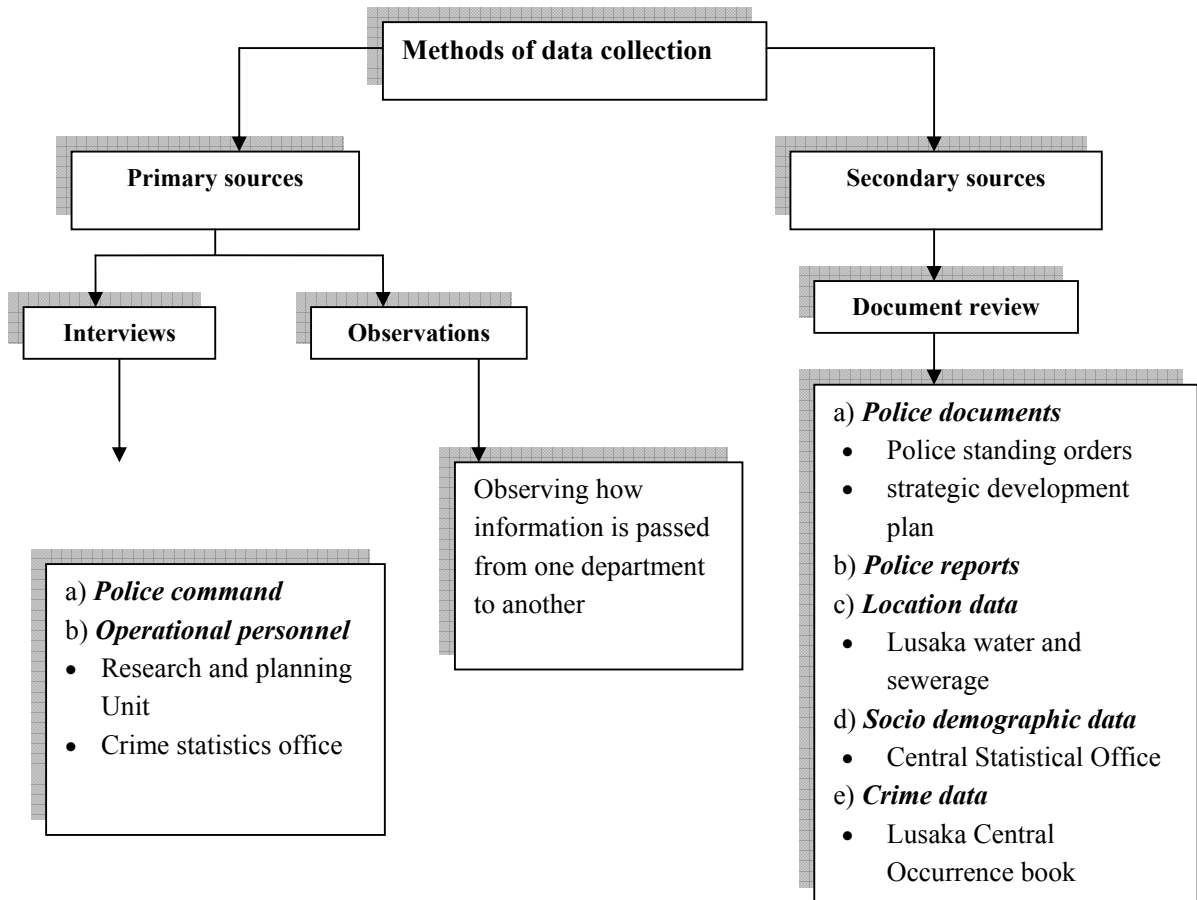 Methods of data collection
Primary sources
Secondary sources
Interviews
Observations
Document review
a) Police command
b) Operational personnel
• Research and planning
Unit
• Crime statistics office
Observing how
information is passed
from one department
to another
a) Police documents
• Police standing orders
• strategic development
plan
b) Police reports
c) Location data
• Lusaka water and
sewerage
d) Socio demographic data
• Central Statistical Office
e) Crime data
• Lusaka Central
Occurrence book